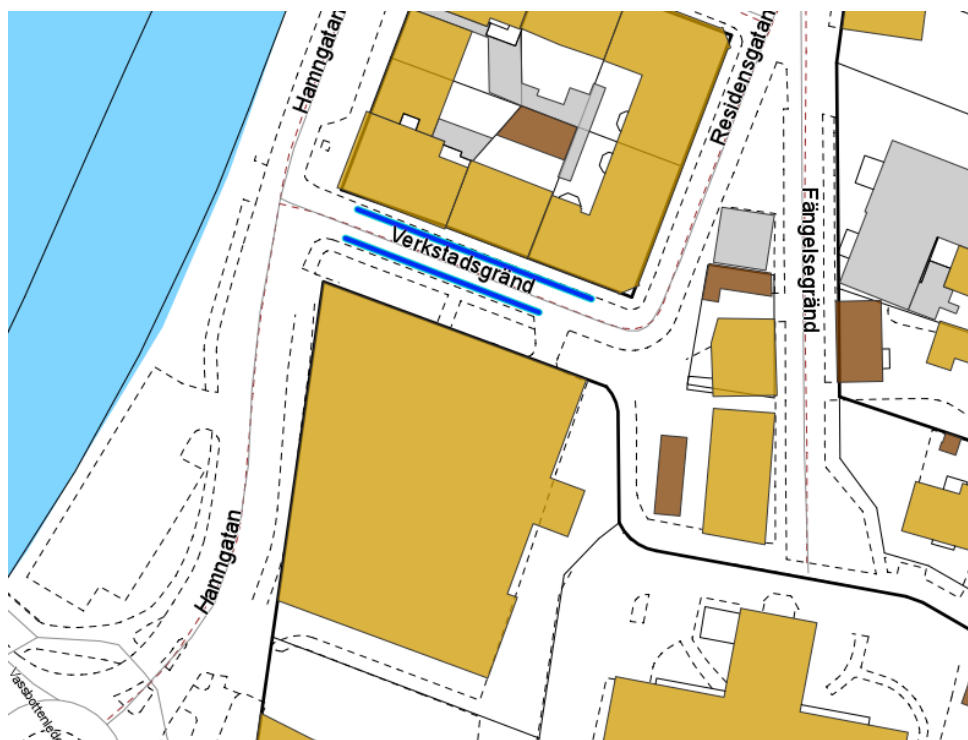 Hamngatan
Residensgatan
Verkstadsgränd
Fängelsegränd
Hamngatan